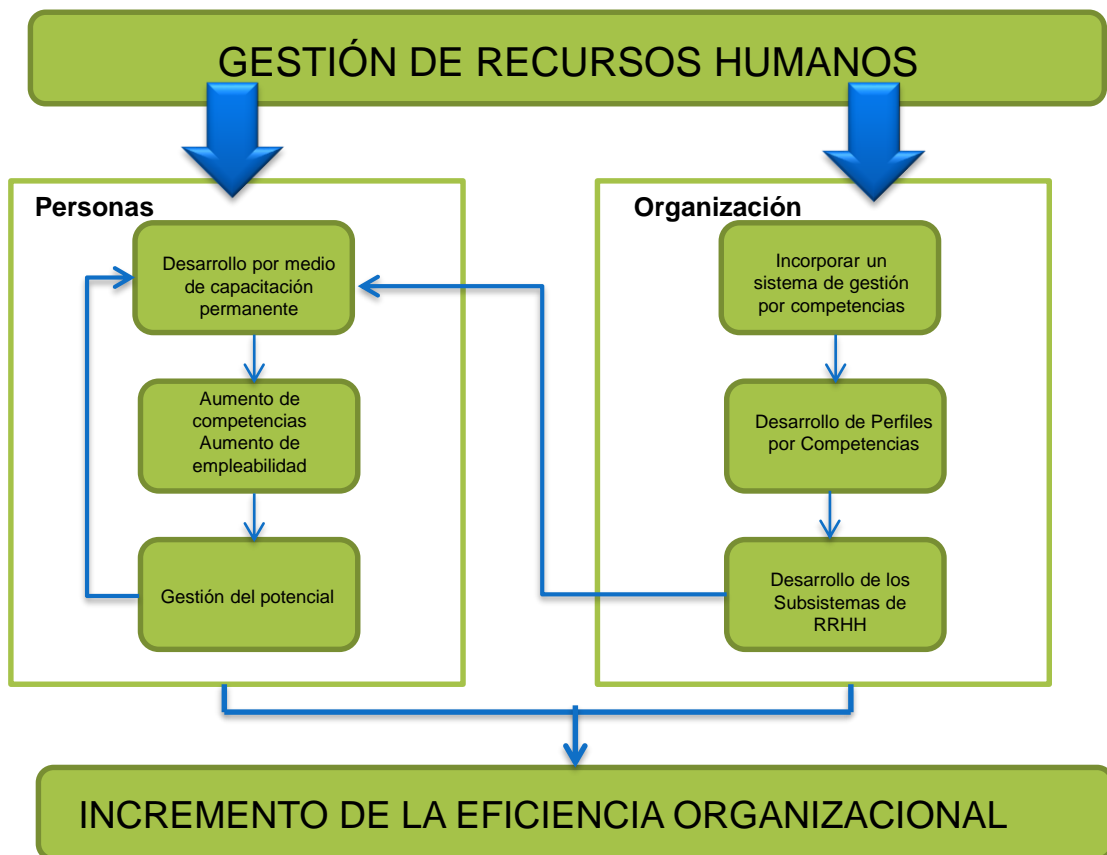 GESTIÓN DE RECURSOS HUMANOS
Personas
Desarrollo por medio
de capacitación
permanente
Aumento de
competencias
Aumento de
empleabilidad
Gestión del potencial
Organización
Incorporar un
sistema de gestión
por competencias
Desarrollo de Perfiles
por Competencias
Desarrollo de los
Subsistemas de
RRHH
INCREMENTO DE LA EFICIENCIA ORGANIZACIONAL